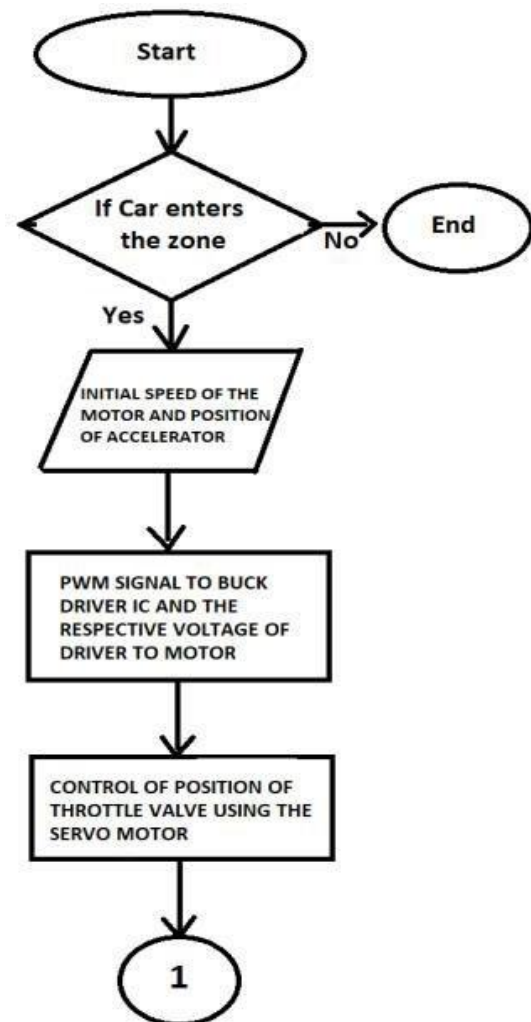 Start
If Car enters
the zone
No
End
Yes
INITIAL SPEED OF THE
MOTOR AND POSITION
OF ACCELERATOR
PWM SIGNAL TO BUCK
DRIVER IC AND THE
RESPECTIVE VOLTAGE OF
DRIVER TO MOTOR
CONTROL OF POSITION OF
THROTTLE VALVE USING THE
SERVO MOTOR
1